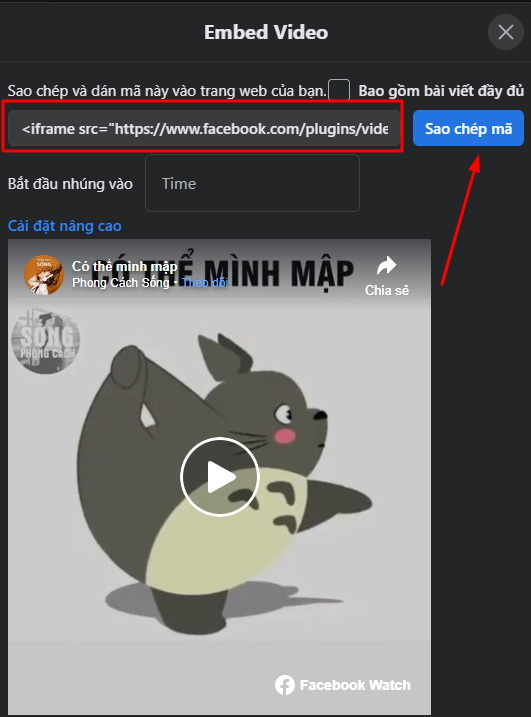 Embed Video
Sao chép và dán mã này vào trang web của bạn. Bao gồm bài viết đầy đủ
<iframe src="https://www.facebook.com/plugins/vide
Sao chép mã
Bắt đầu nhúng vào
Time
Cài đặt nâng cao
CÓ THỂ MÌNH MẬP
SỐNG
Có thể mình mập
Phong Cách Sống · Theo dõi
Chia sẻ
SỐNG
PHONG CÁCH
Facebook Watch